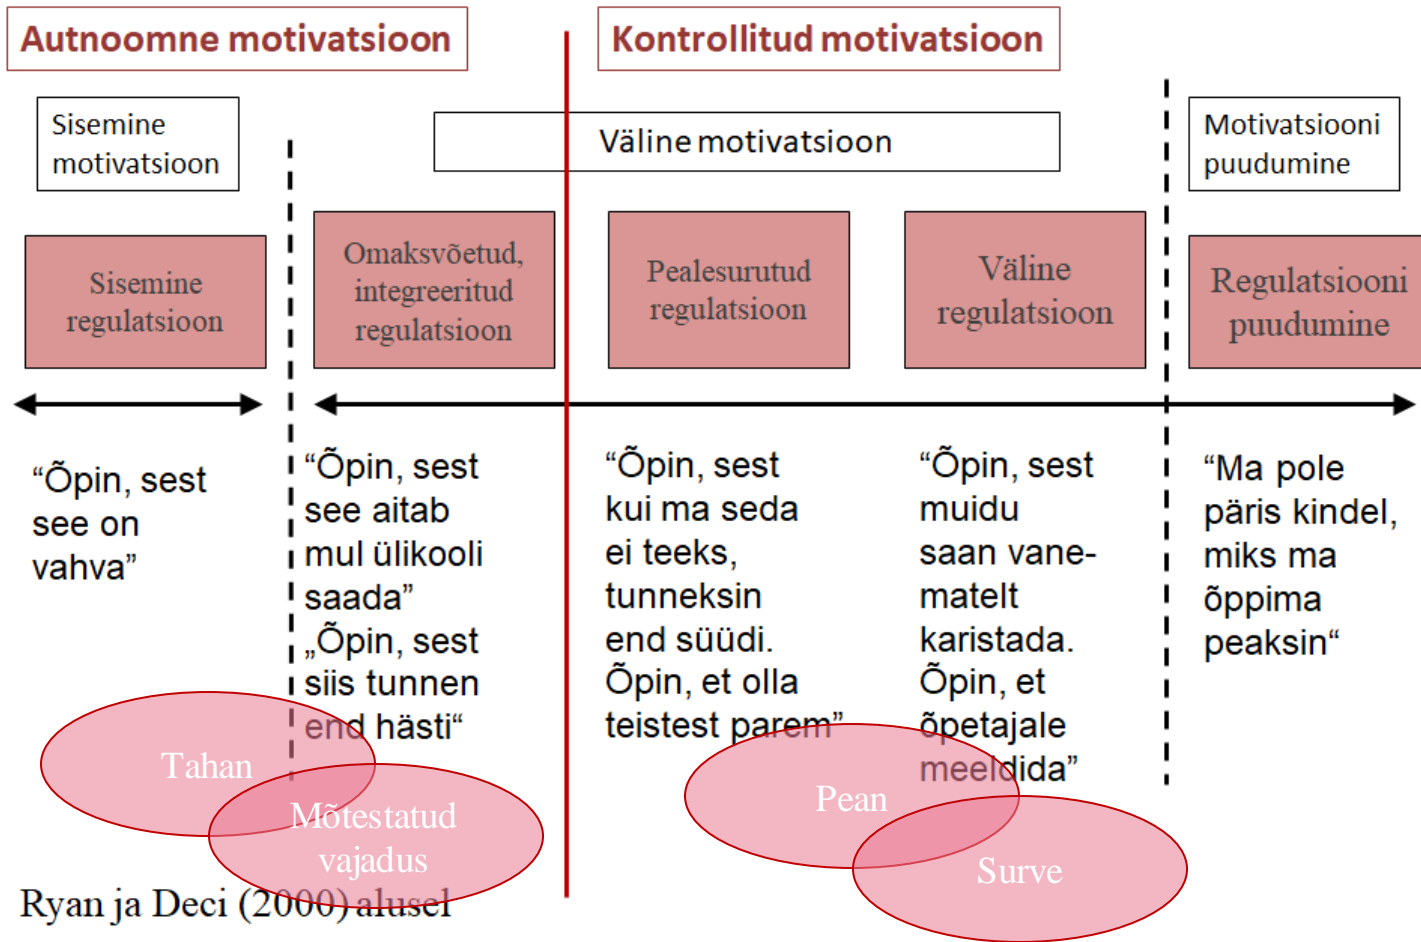 Autnoomne motivatsioon
Kontrollitud motivatsioon
Sisemine
motivatsioon
Väline motivatsioon
Motivatsiooni
puudumine
Sisemine
regulatsioon
Omaksvõetud,
integreeritud
regulatsioon
Pealesurutud
regulatsioon
Väline
regulatsioon
Regulatsiooni
puudumine
“Õpin, sest
see on
vahva”
“Õpin, sest
see aitab
mul ülikooli
saada”
„Õpin, sest
siis tunnen
end hästi“
“Õpin, sest
kui ma seda
ei teeks,
tunneksin
end süüdi.
Õpin, et olla
teistest parem”
“Õpin, sest
muidu
saan vane-
matelt
karistada.
Õpin, et
õpetajale
meeldida”
“Ma pole
päris kindel,
miks ma
õppima
peaksin“
Tahan
Mõtestatud
vajadus
Pean
Surve
Ryan ja Deci (2000) alusel